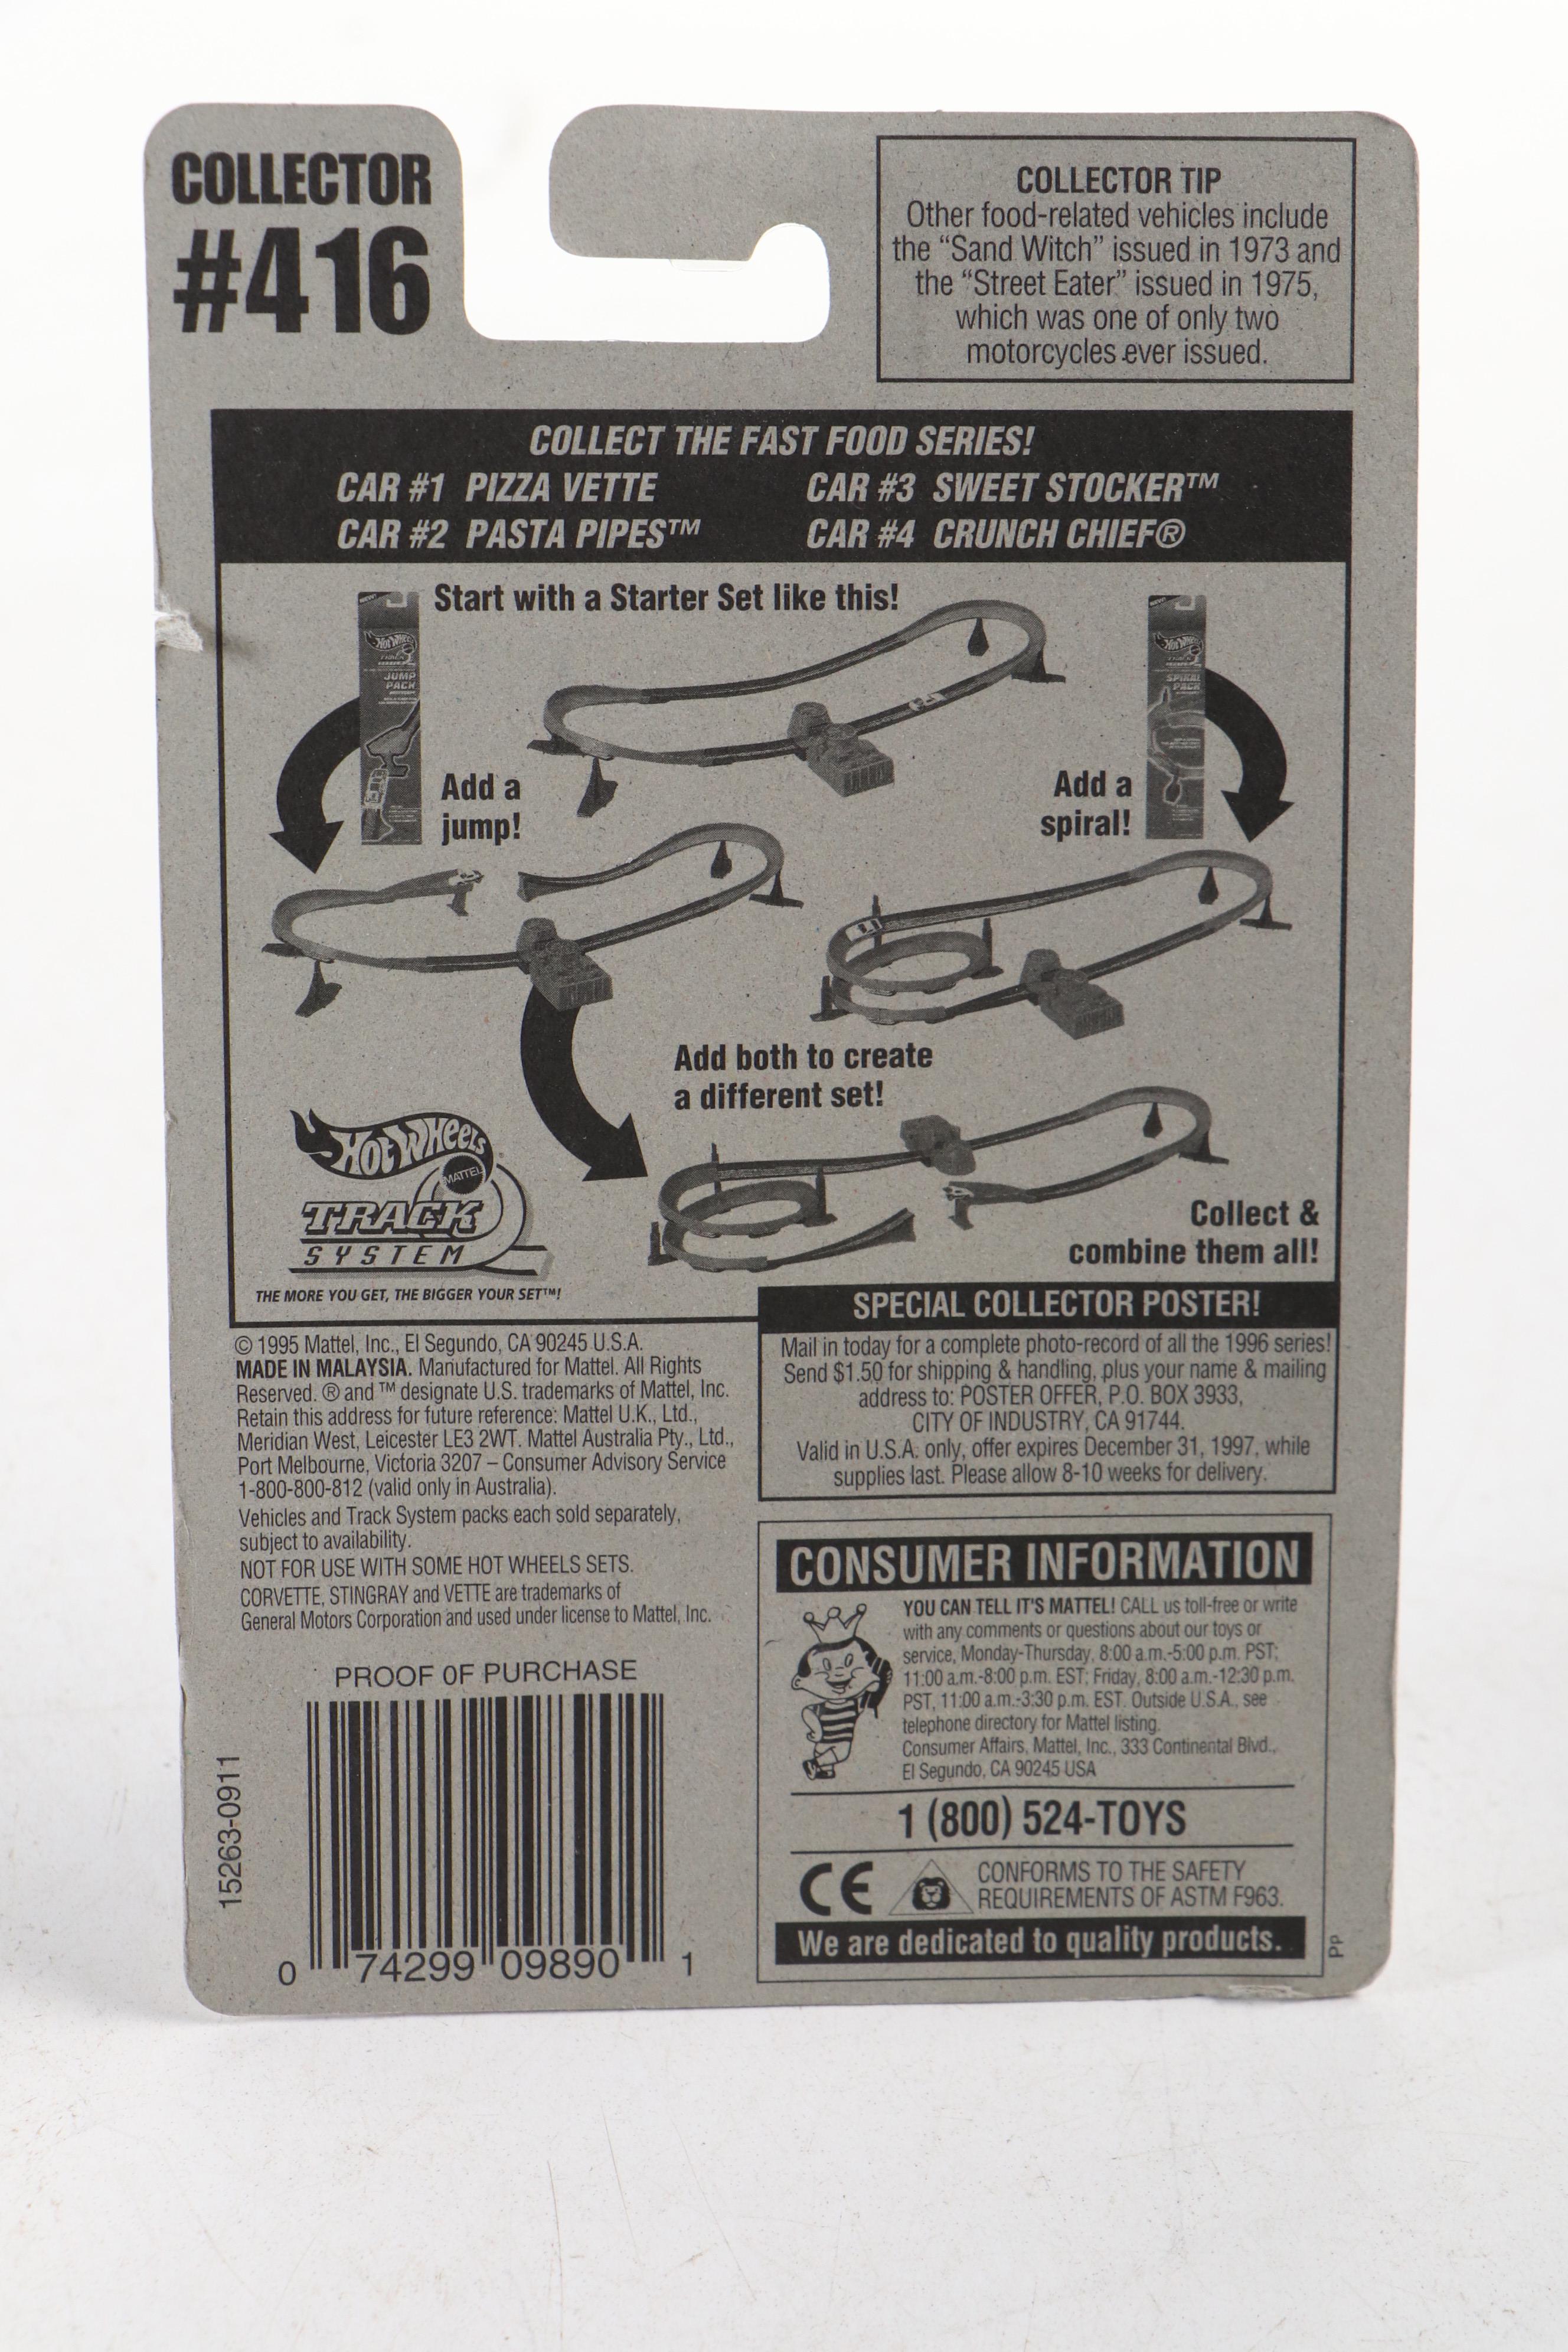 COLLECTOR
#416
COLLECTOR TIP
Other food-related vehicles include
the “Sand Witch” issued in 1973 and
the “Street Eater” issued in 1975,
which was one of only two
motorcycles ever issued.
COLLECT THE FAST FOOD SERIES!
CAR #1 PIZZA VETTE
CAR #2 PASTA PIPES™
CAR #3 SWEET STOCKER™
CAR #4 CRUNCH CHIEF®
Start with a Starter Set like this!
Hot Wheels
JUMP
PACK
Hot Wheels
SPIRAL
PACK
Add a
jump!
Add a
spiral!
Add both to create
a different set!
Hot Wheels
MATTEL
TRACK
SYSTEM
THE MORE YOU GET, THE BIGGER YOUR SET™!
Collect &
combine them all!
© 1995 Mattel, Inc., El Segundo, CA 90245 U.S.A.
MADE IN MALAYSIA. Manufactured for Mattel. All Rights
Reserved. ® and ™ designate U.S. trademarks of Mattel, Inc.
Retain this address for future reference: Mattel U.K., Ltd.,
Meridian West, Leicester LE3 2WT. Mattel Australia Pty., Ltd.,
Port Melbourne, Victoria 3207 – Consumer Advisory Service
1-800-800-812 (valid only in Australia).
Vehicles and Track System packs each sold separately,
subject to availability.
NOT FOR USE WITH SOME HOT WHEELS SETS.
CORVETTE, STINGRAY and VETTE are trademarks of
General Motors Corporation and used under license to Mattel, Inc.
SPECIAL COLLECTOR POSTER!
Mail in today for a complete photo-record of all the 1996 series!
Send $1.50 for shipping & handling, plus your name & mailing
address to: POSTER OFFER, P.O. BOX 3933,
CITY OF INDUSTRY, CA 91744.
Valid in U.S.A. only, offer expires December 31, 1997, while
supplies last. Please allow 8-10 weeks for delivery.
CONSUMER INFORMATION
YOU CAN TELL IT'S MATTEL! CALL us toll-free or write
with any comments or questions about our toys or
service, Monday-Thursday, 8:00 a.m.-5:00 p.m. PST;
11:00 a.m.-8:00 p.m. EST; Friday, 8:00 a.m.-12:30 p.m.
PST, 11:00 a.m.-3:30 p.m. EST. Outside U.S.A., see
telephone directory for Mattel listing.
Consumer Affairs, Mattel, Inc., 333 Continental Blvd.,
El Segundo, CA 90245 USA
1 (800) 524-TOYS
CE
CONFORMS TO THE SAFETY
REQUIREMENTS OF ASTM F963.
We are dedicated to quality products.
PP
PROOF OF PURCHASE
15263-0911
0 74299 09890 1